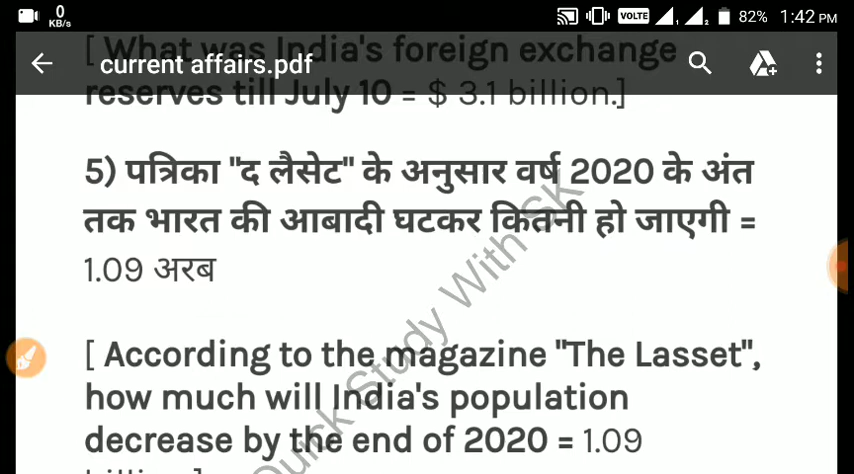 0
KB/s
VOLTE
1
2
82%
1:42 PM
[ What was India's foreign exchange
current affairs.pdf
reserves till July 10 = $ 3.1 billion.]
5) पत्रिका "द लैसेट" के अनुसार वर्ष 2020 के अंत
तक भारत की आबादी घटकर कितनी हो जाएगी =
1.09 अरब
[ According to the magazine "The Lasset",
how much will India's population
decrease by the end of 2020 = 1.09
Quick Study With SK